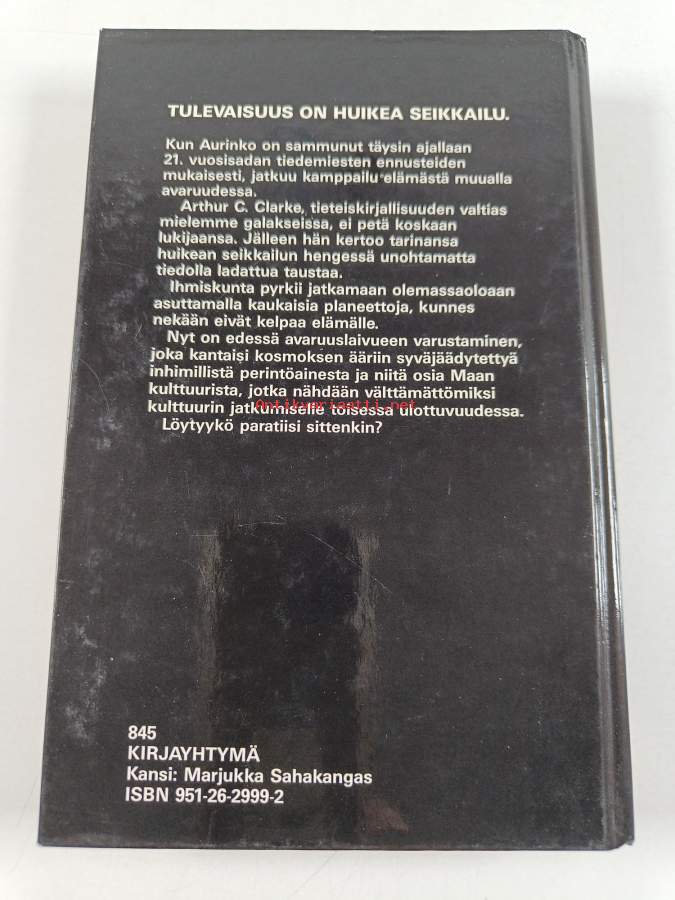 TULEVAISUUS ON HUIKEA SEIKKAILU.
Kun Aurinko on sammunut täysin ajallaan
21. vuosisadan tiedemiesten ennusteiden
mukaisesti, jatkuu kamppailu elämästä muualla
avaruudessa.
Arthur C. Clarke, tieteiskirjallisuuden valtias
mielemme galakseissa, ei petä koskaan
lukijaansa. Jälleen hän kertoo tarinansa
huikean seikkailun hengessä unohtamatta
tiedolla ladattua taustaa.
Ihmiskunta pyrkii jatkamaan olemassaoloaan
asuttamalla kaukaisia planeettoja, kunnes
nekään eivät kelpaa elämälle.
Nyt on edessä avaruuslaivueen varustaminen,
joka kantaisi kosmoksen ääriin syväjäädytettyä
inhimillistä perintöainesta ja niitä osia Maan
kulttuurista, jotka nähdään välttämättömiksi
kulttuurin jatkumiselle toisessa ulottuvuudessa.
Antikvariaatti.net
Löytyykö paratiisi sittenkin?
845
KIRJAYHTYMÄ
Kansi: Marjukka Sahakangas
ISBN 951-26-2999-2